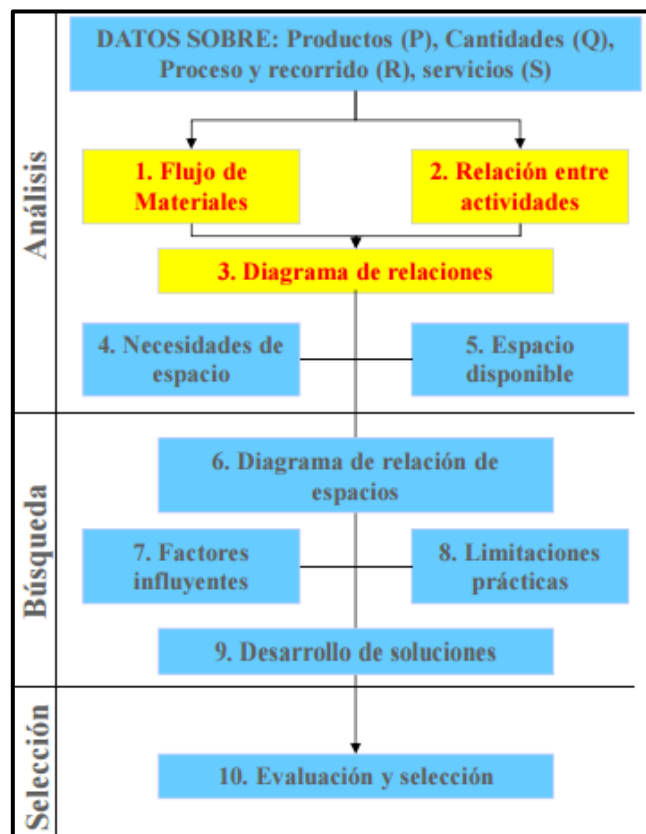 DATOS SOBRE: Productos (P), Cantidades (Q),
Proceso y recorrido (R), servicios (S)
Análisis
1. Flujo de
Materiales
2. Relación entre
actividades
3. Diagrama de relaciones
4. Necesidades de
espacio
5. Espacio
disponible
Búsqueda
6. Diagrama de relación de
espacios
7. Factores
influyentes
8. Limitaciones
prácticas
9. Desarrollo de soluciones
Selección
10. Evaluación y selección